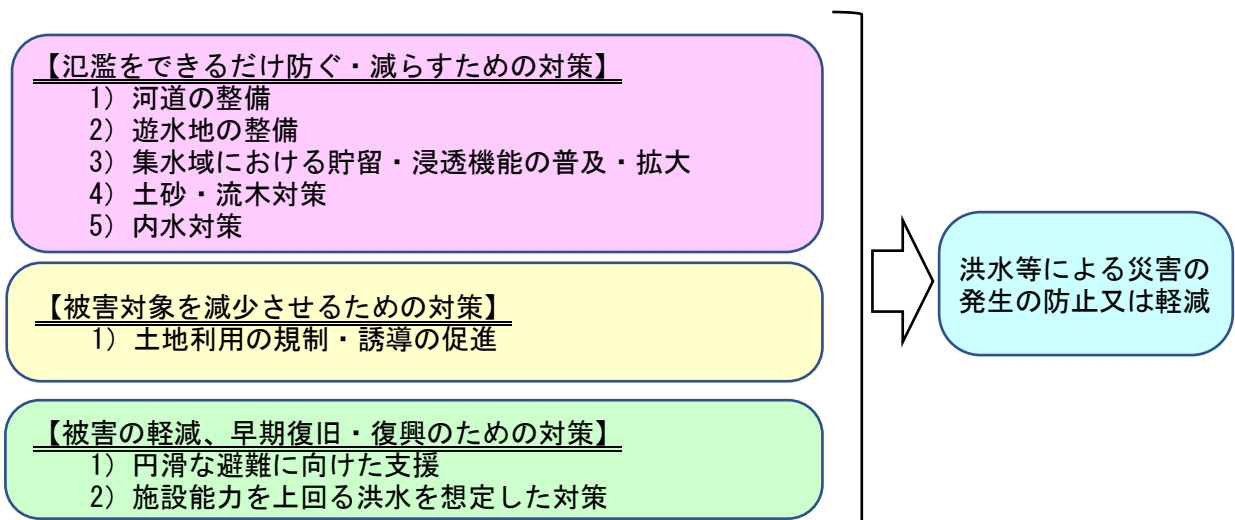 【氾濫をできるだけ防ぐ・減らすための対策】
1) 河道の整備
2) 遊水地の整備
3) 集水域における貯留・浸透機能の普及・拡大
4) 土砂・流木対策
5) 内水対策
【被害対象を減少させるための対策】
1) 土地利用の規制・誘導の促進
【被害の軽減、早期復旧・復興のための対策】
1) 円滑な避難に向けた支援
2) 施設能力を上回る洪水を想定した対策
洪水等による災害の
発生の防止又は軽減